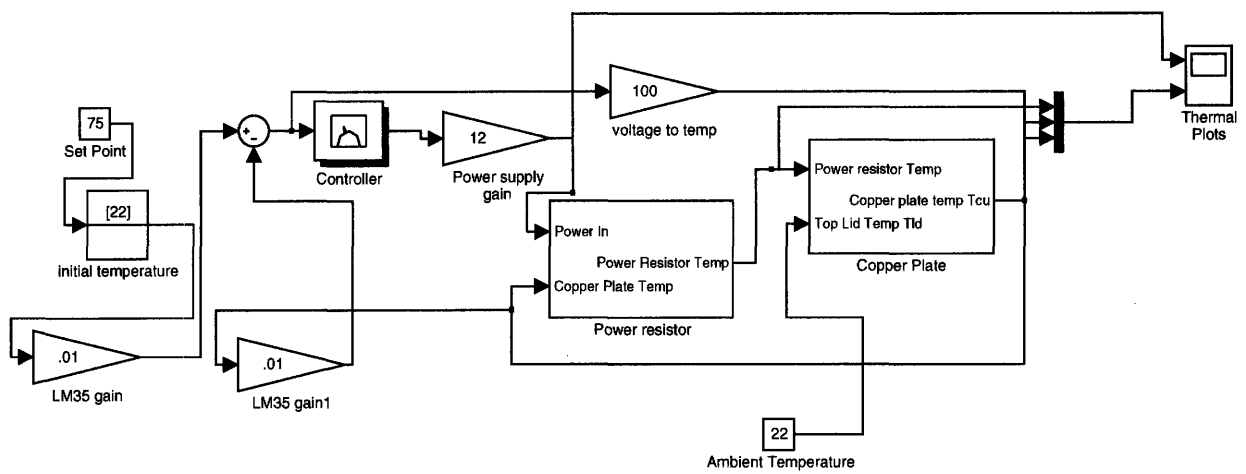 75
Set Point
[22]
initial temperature
.01
LM35 gain
+
-
.01
LM35 gain1
Controller
12
Power supply
gain
100
voltage to temp
Power In
Power Resistor Temp
Copper Plate Temp
Power resistor
Power resistor Temp
Copper plate temp Tcu
Top Lid Temp Tld
Copper Plate
22
Ambient Temperature
Thermal
Plots